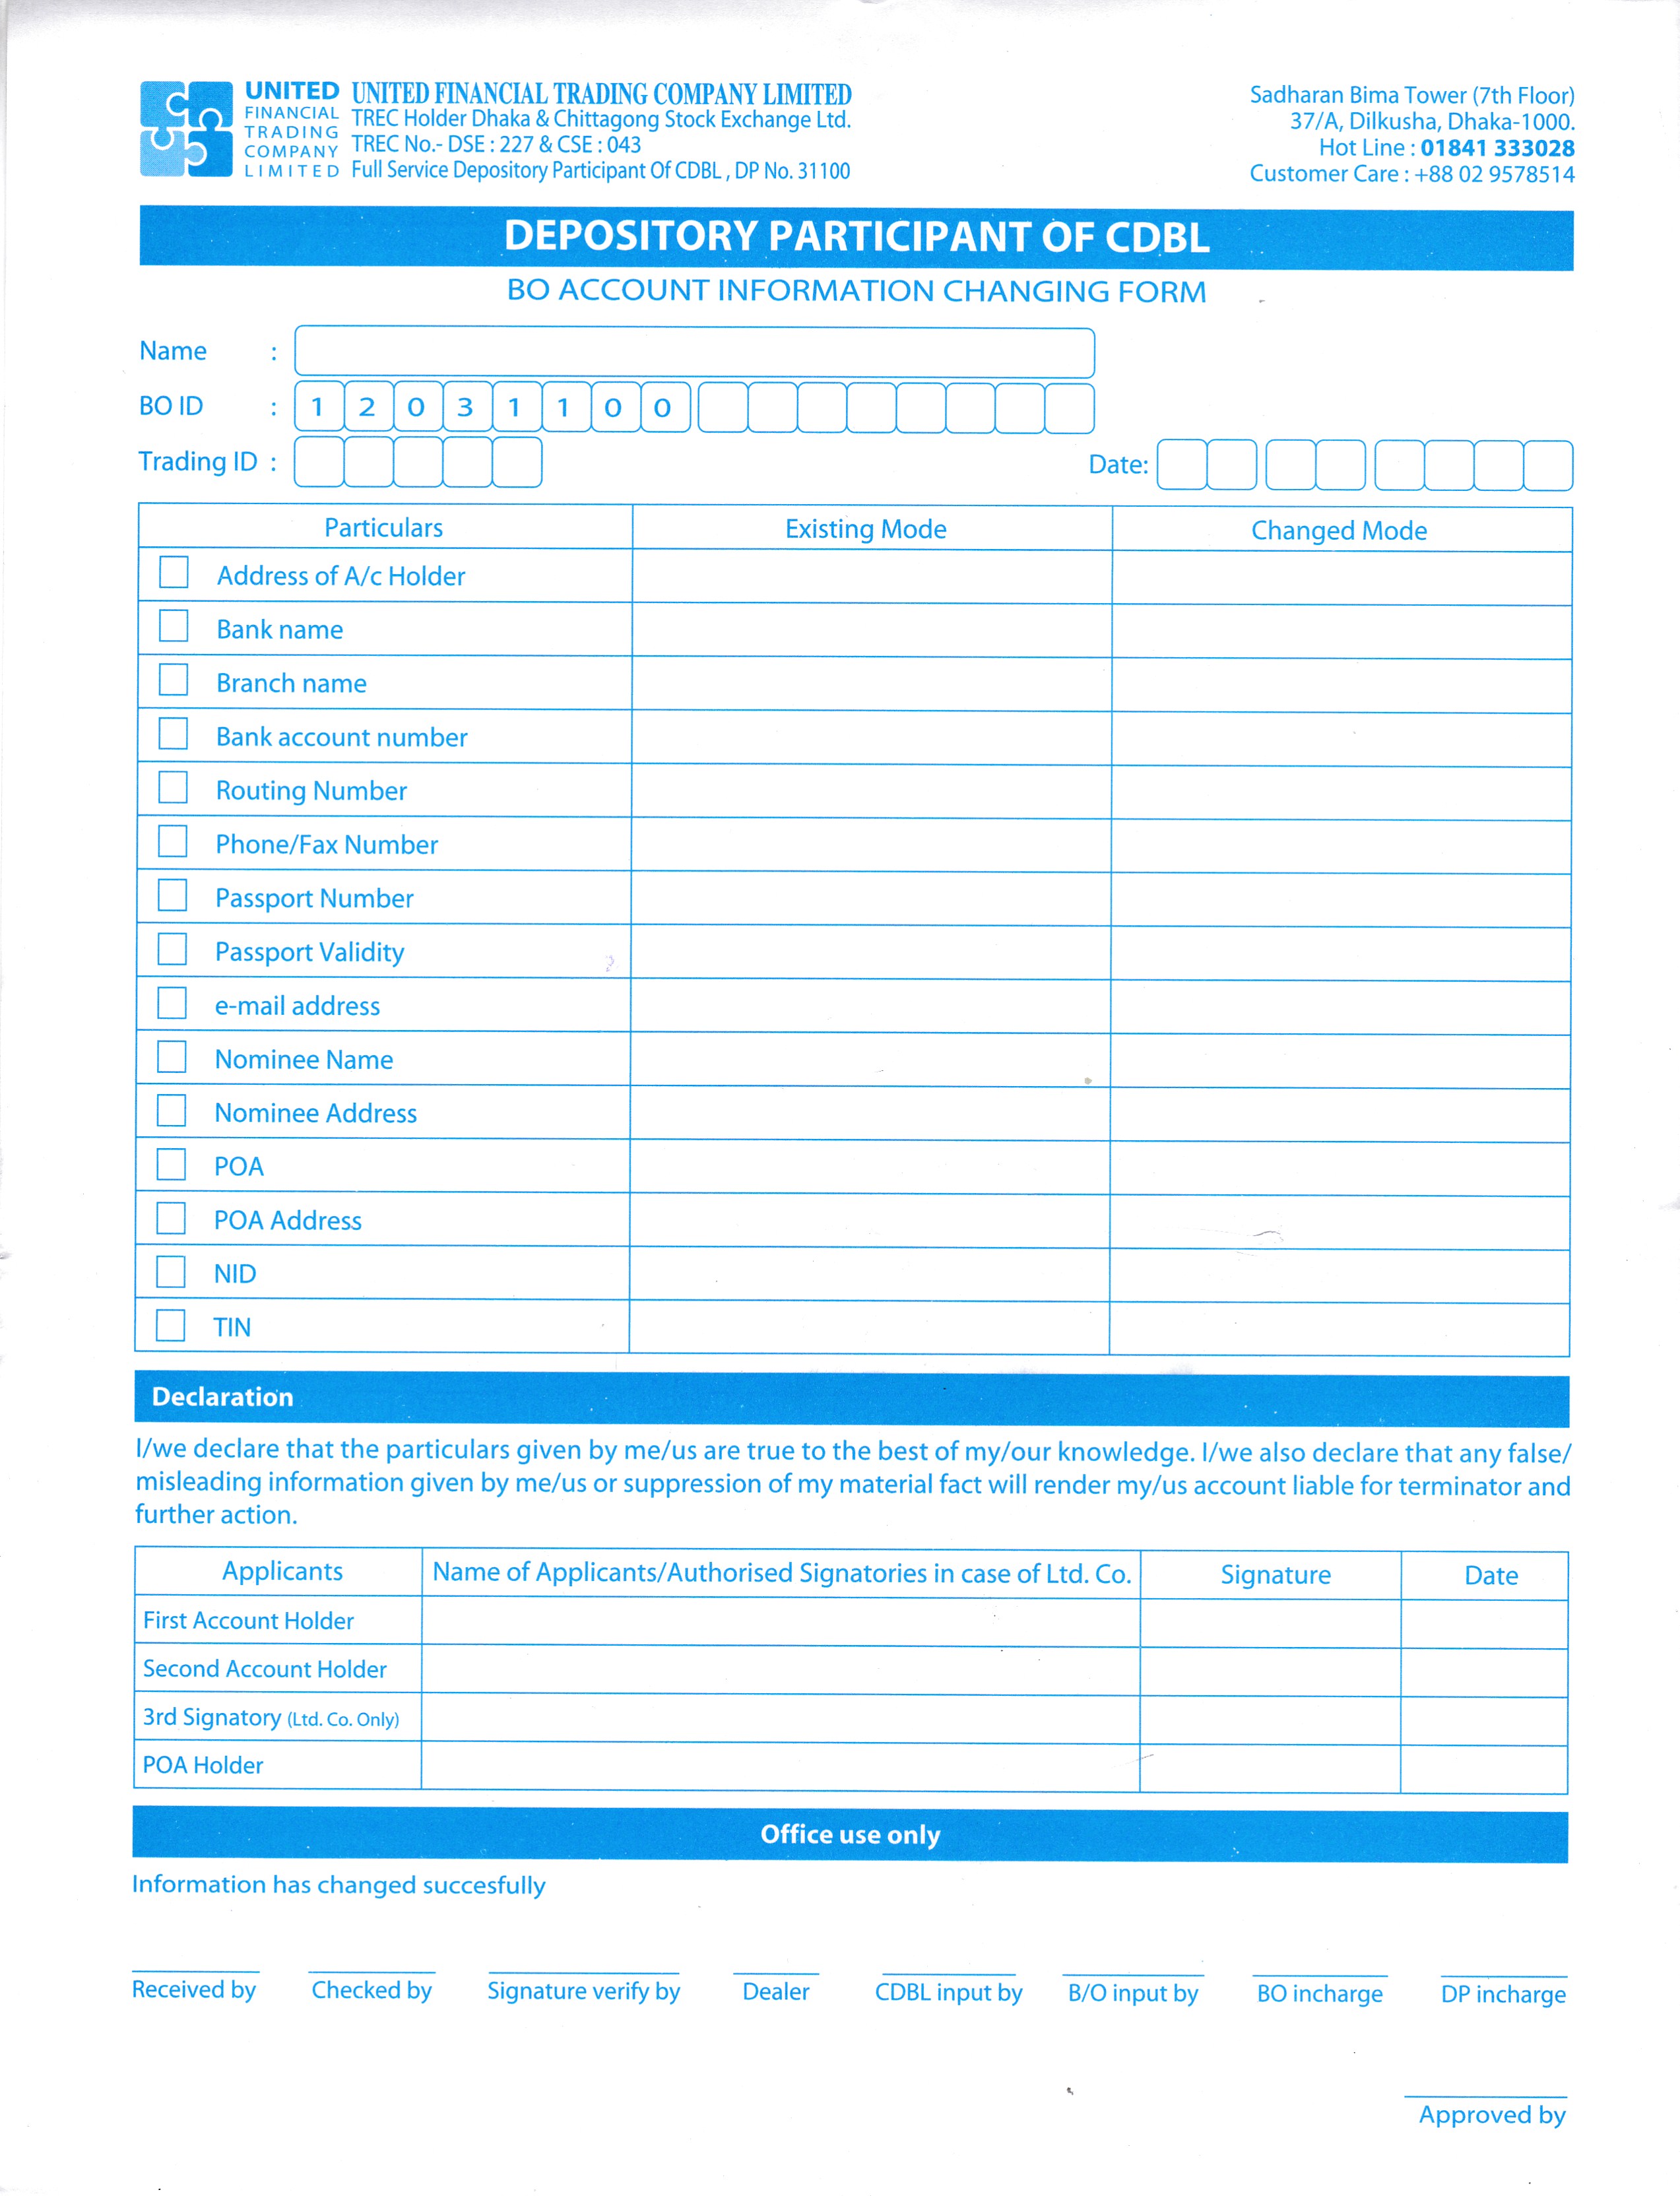 UNITED
FINANCIAL
TRADING
COMPANY
LIMITED
UNITED FINANCIAL TRADING COMPANY LIMITED
TREC Holder Dhaka & Chittagong Stock Exchange Ltd.
TREC No.- DSE : 227 & CSE : 043
Full Service Depository Participant Of CDBL , DP No. 31100
Sadharan Bima Tower (7th Floor)
37/A, Dilkusha, Dhaka-1000.
Hot Line : 01841 333028
Customer Care : +88 02 9578514
DEPOSITORY PARTICIPANT OF CDBL
BO ACCOUNT INFORMATION CHANGING FORM
Name :
BO ID : 1 2 0 3 1 1 0 0
Trading ID : Date:
Particulars Existing Mode Changed Mode
Address of A/c Holder
Bank name
Branch name
Bank account number
Routing Number
Phone/Fax Number
Passport Number
Passport Validity
e-mail address
Nominee Name
Nominee Address
POA
POA Address
NID
TIN
Declaration
I/we declare that the particulars given by me/us are true to the best of my/our knowledge. I/we also declare that any false/
misleading information given by me/us or suppression of my material fact will render my/us account liable for terminator and
further action.
Applicants Name of Applicants/Authorised Signatories in case of Ltd. Co. Signature Date
First Account Holder
Second Account Holder
3rd Signatory (Ltd. Co. Only)
POA Holder
Office use only
Information has changed succesfully
Received by Checked by Signature verify by Dealer CDBL input by B/O input by BO incharge DP incharge
Approved by